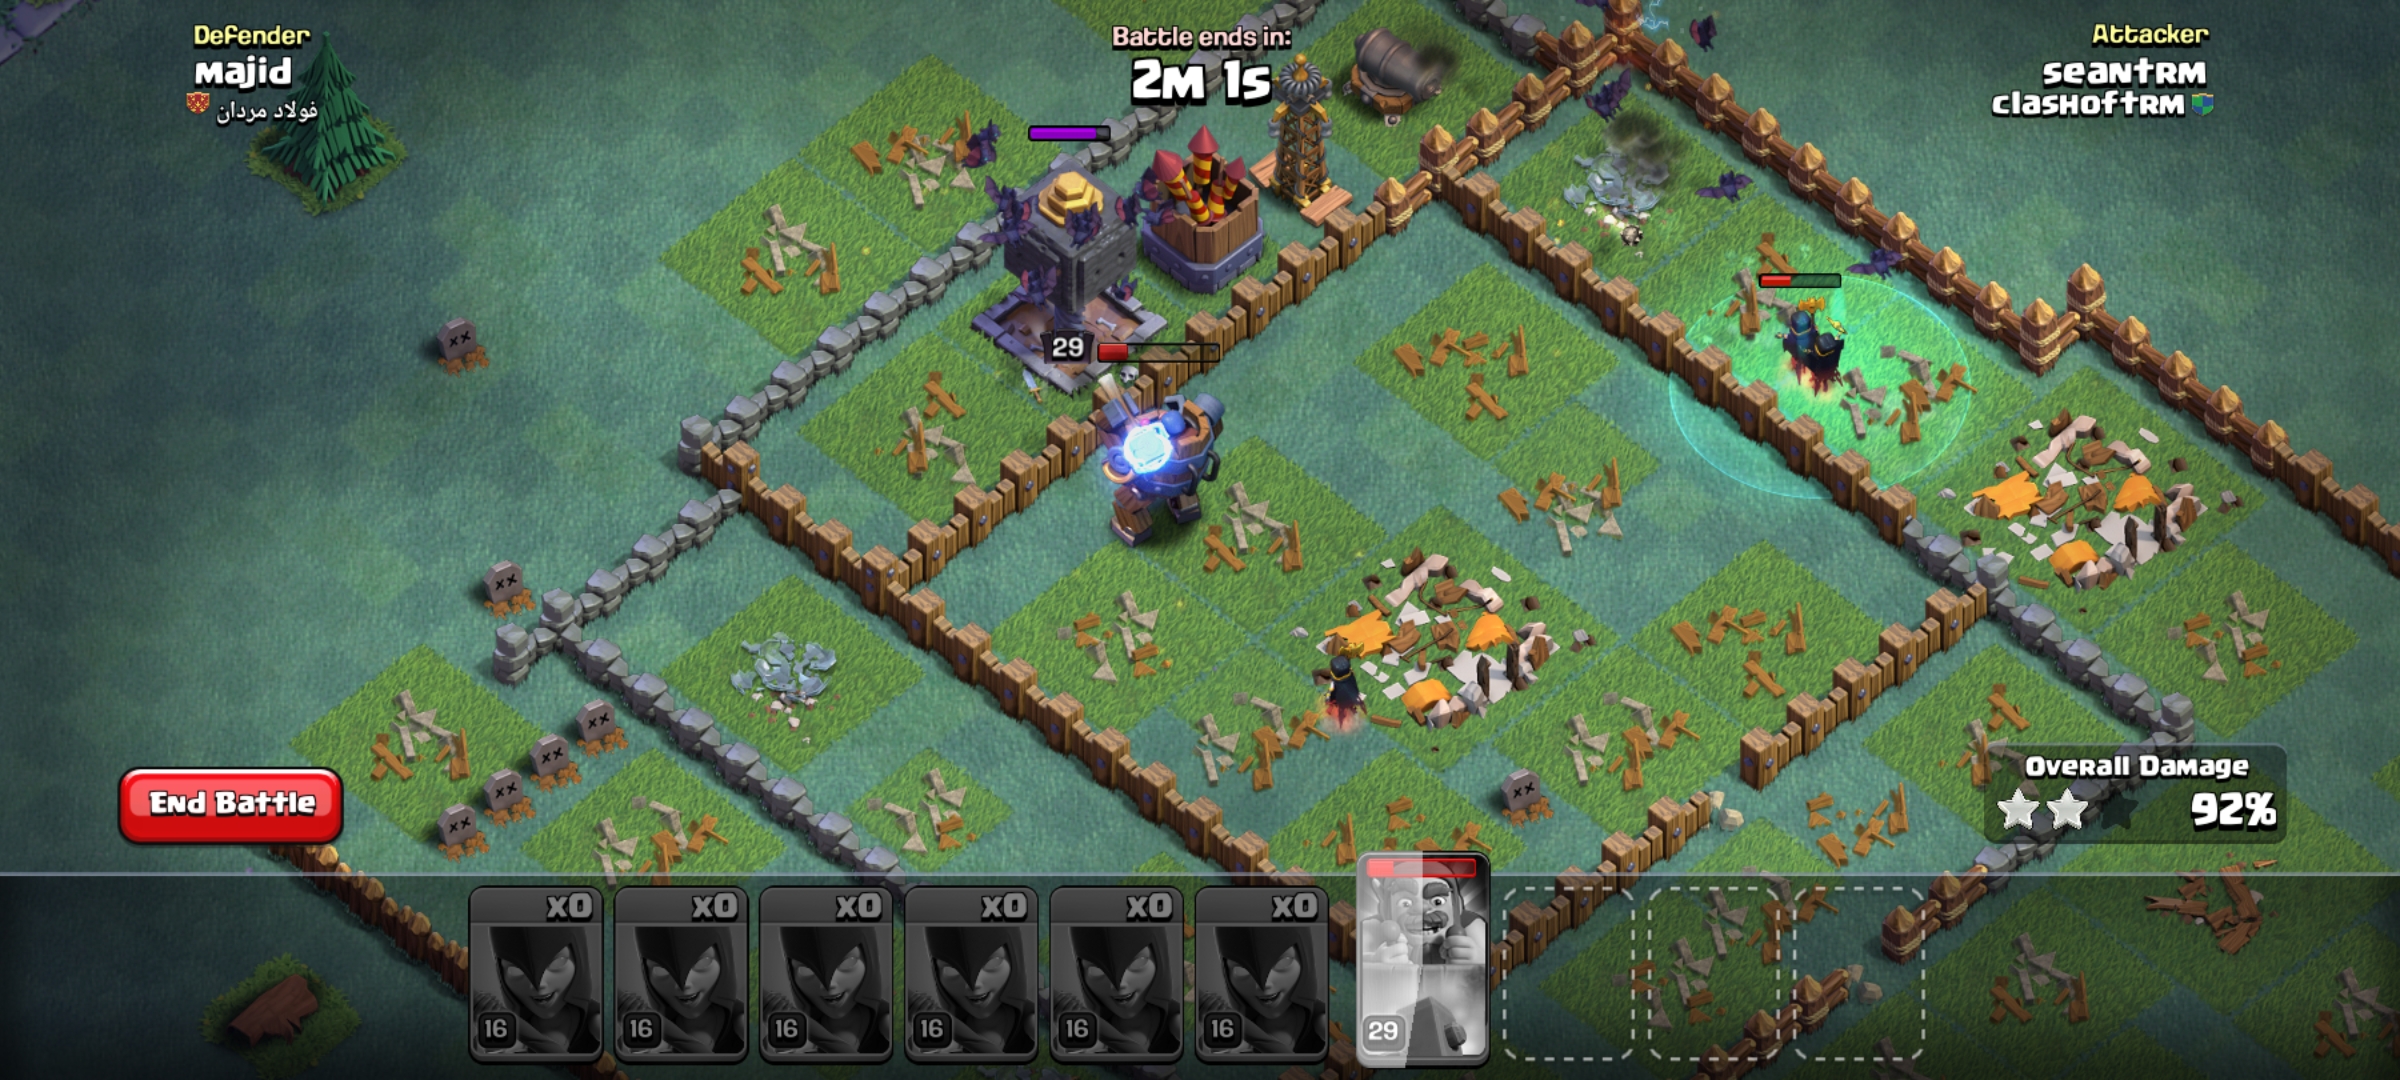 Defender
majid
فولاد مردان
Battle ends in:
2M 1s
Attacker
seantRM
clashoftRM
29
End Battle
Overall Damage
92%
x0
x0
x0
x0
x0
x0
16
16
16
16
16
16
29